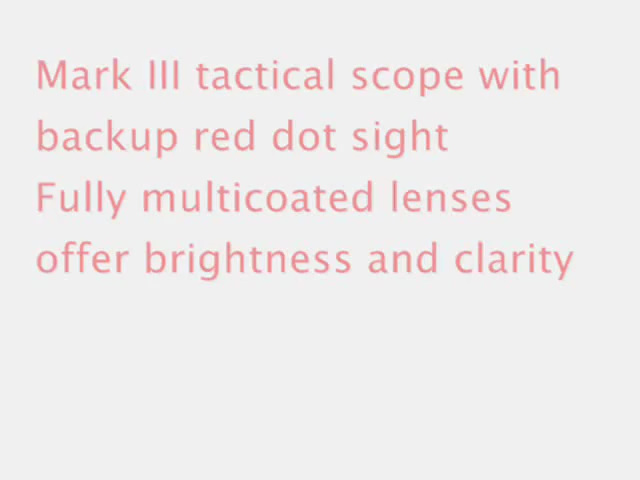 Mark III tactical scope with
backup red dot sight
Fully multicoated lenses
offer brightness and clarity